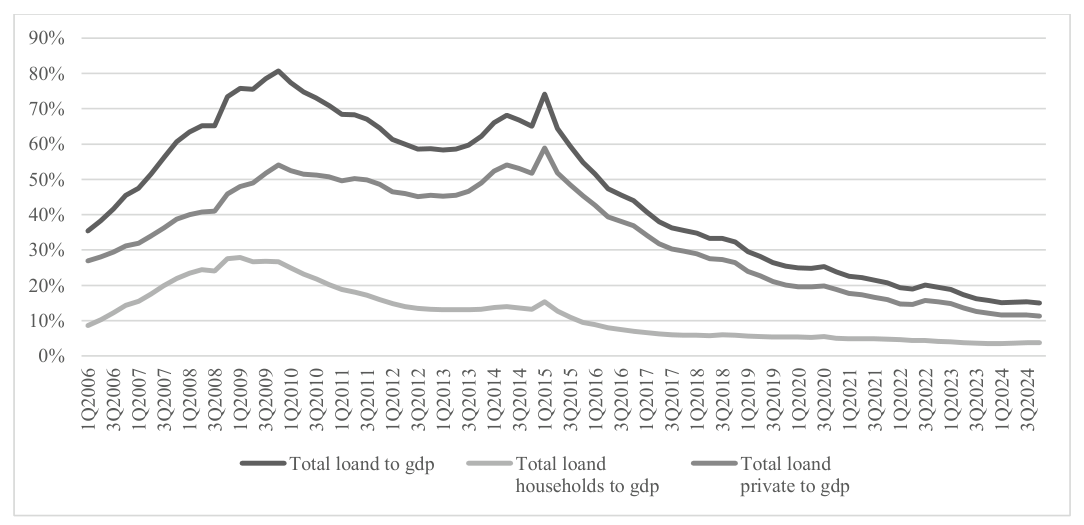 90%
80%
70%
60%
50%
40%
30%
20%
10%
0%
1Q2006
3Q2006
1Q2007
3Q2007
1Q2008
3Q2008
1Q2009
3Q2009
1Q2010
3Q2010
1Q2011
3Q2011
1Q2012
3Q2012
1Q2013
3Q2013
1Q2014
3Q2014
1Q2015
3Q2015
1Q2016
3Q2016
1Q2017
3Q2017
1Q2018
3Q2018
1Q2019
3Q2019
1Q2020
3Q2020
1Q2021
3Q2021
1Q2022
3Q2022
1Q2023
3Q2023
1Q2024
3Q2024
Total loand to gdp
Total loand
households to gdp
Total loand
private to gdp